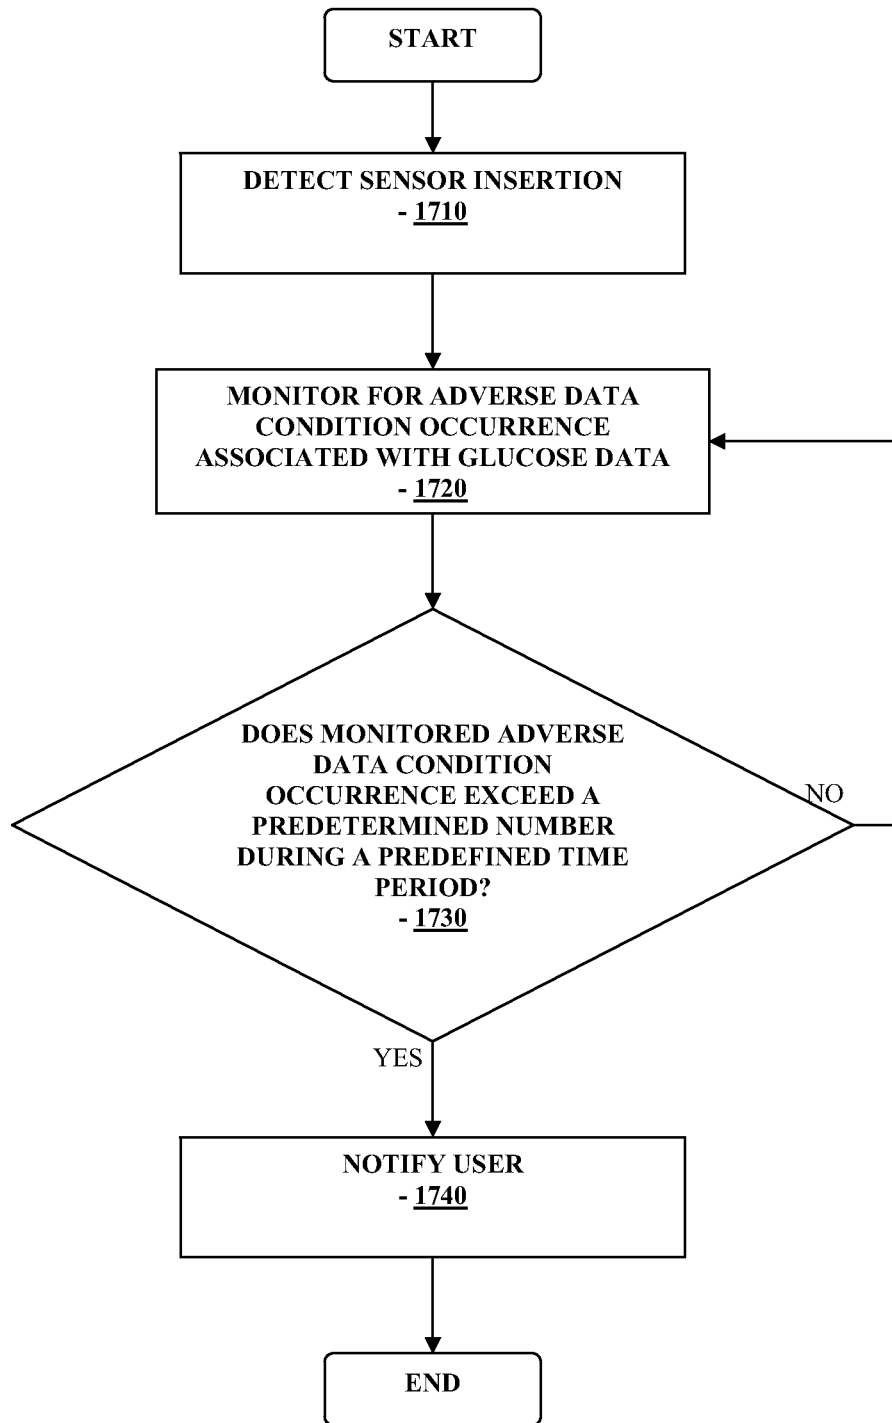 START
DETECT SENSOR INSERTION
- 1710
MONITOR FOR ADVERSE DATA
CONDITION OCCURRENCE
ASSOCIATED WITH GLUCOSE DATA
- 1720
DOES MONITORED ADVERSE
DATA CONDITION
OCCURRENCE EXCEED A
PREDETERMINED NUMBER
DURING A PREDEFINED TIME
PERIOD?
- 1730
NO
YES
NOTIFY USER
- 1740
END